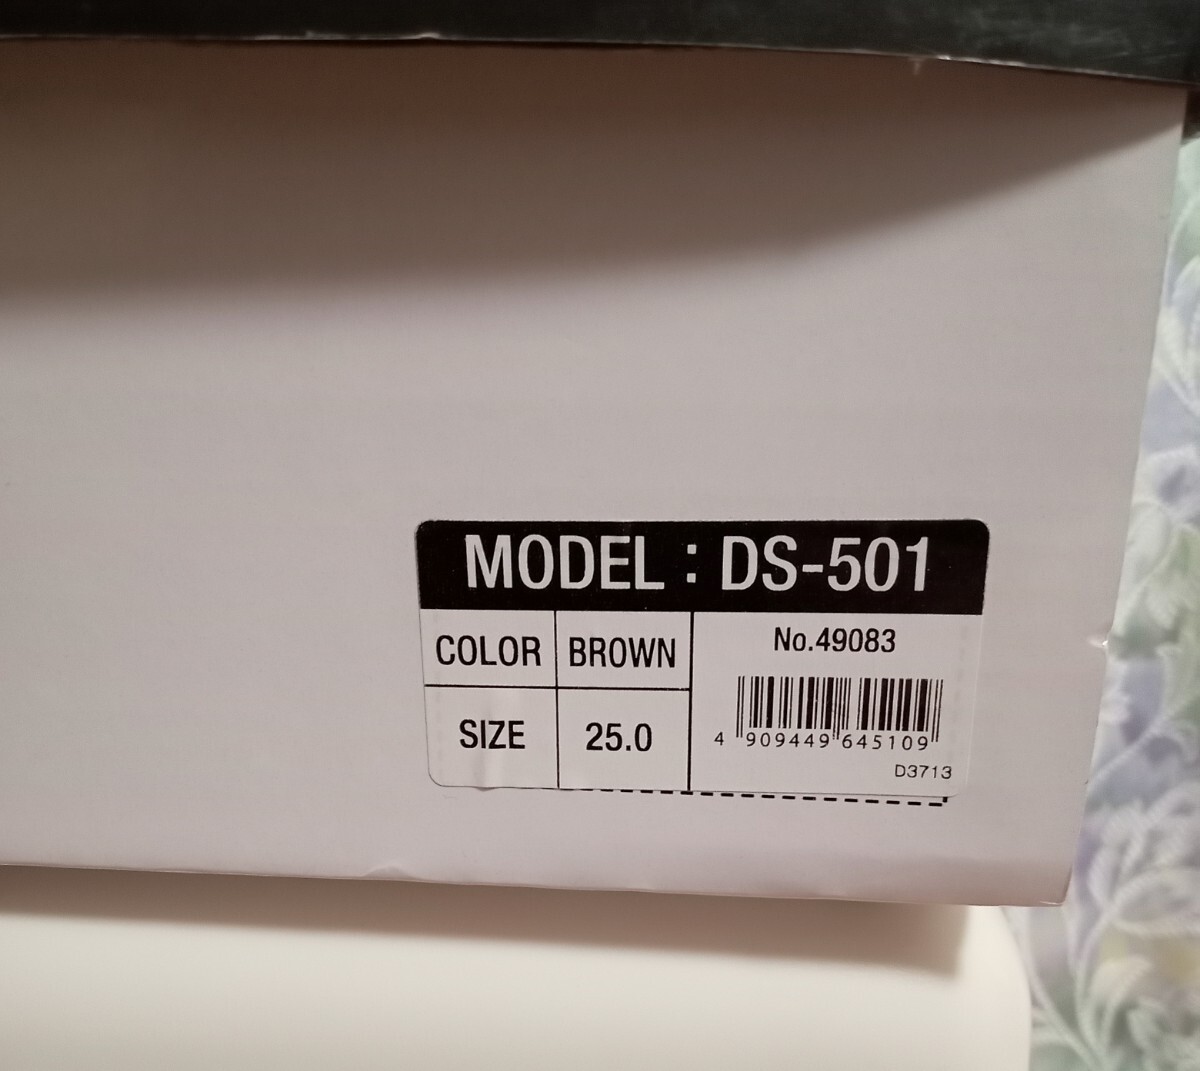 MODEL : DS-501
COLOR BROWN
SIZE 25.0
No.49083
4 909449 645109
D3713